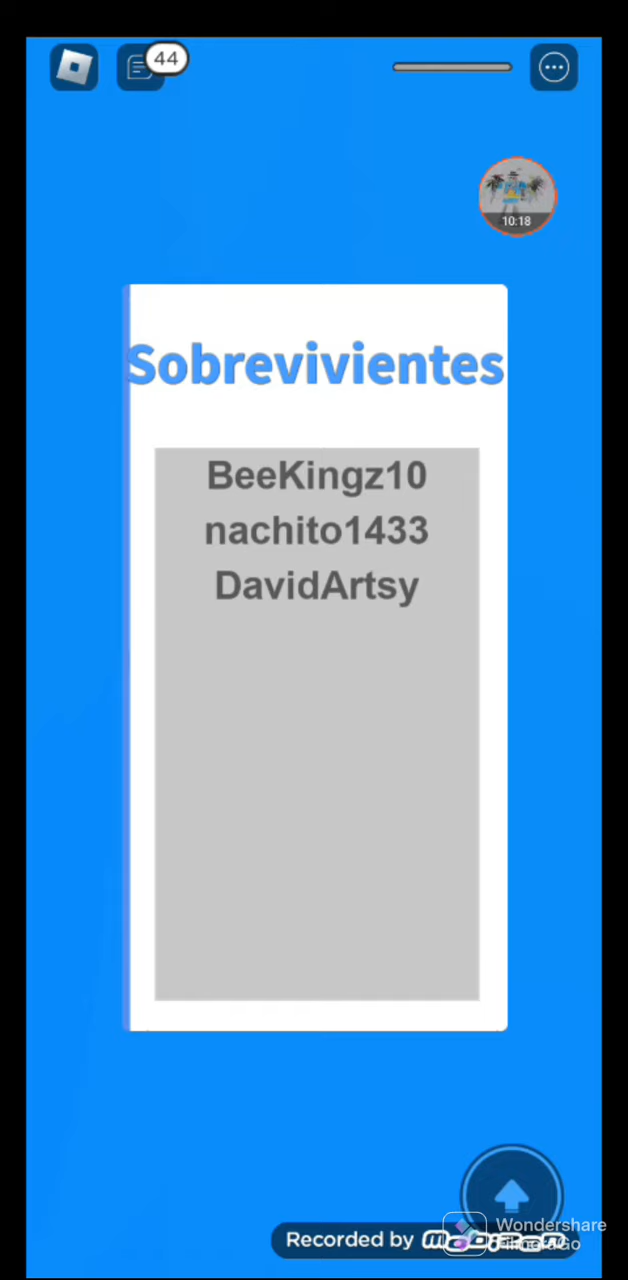 44
10:18
Sobrevivientes
BeeKingz10
nachito1433
DavidArtsy
Wondershare
Recorded by